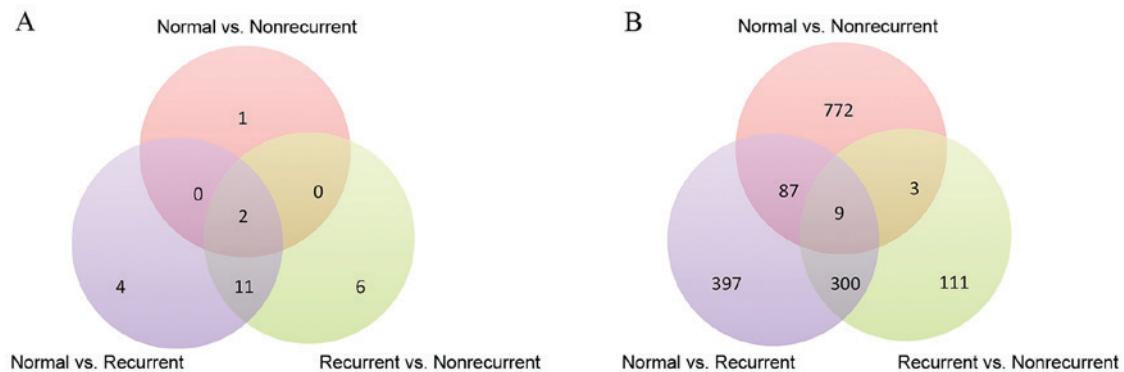 A
Normal vs. Nonrecurrent
1
0
0
2
4
11
6
Normal vs. Recurrent
Recurrent vs. Nonrecurrent
B
Normal vs. Nonrecurrent
772
87
3
9
397
300
111
Normal vs. Recurrent
Recurrent vs. Nonrecurrent